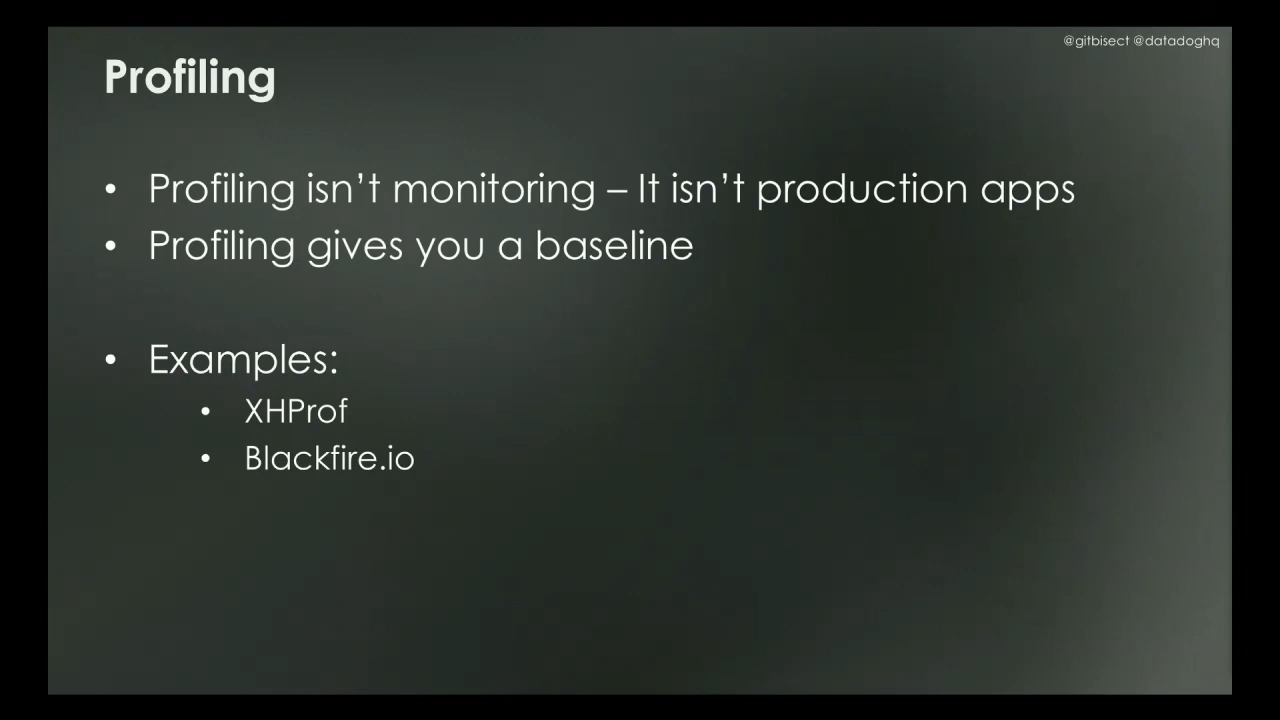 @gitbisect @datadoghq
Profiling
• Profiling isn’t monitoring – It isn’t production apps
• Profiling gives you a baseline
• Examples:
• XHProf
• Blackfire.io